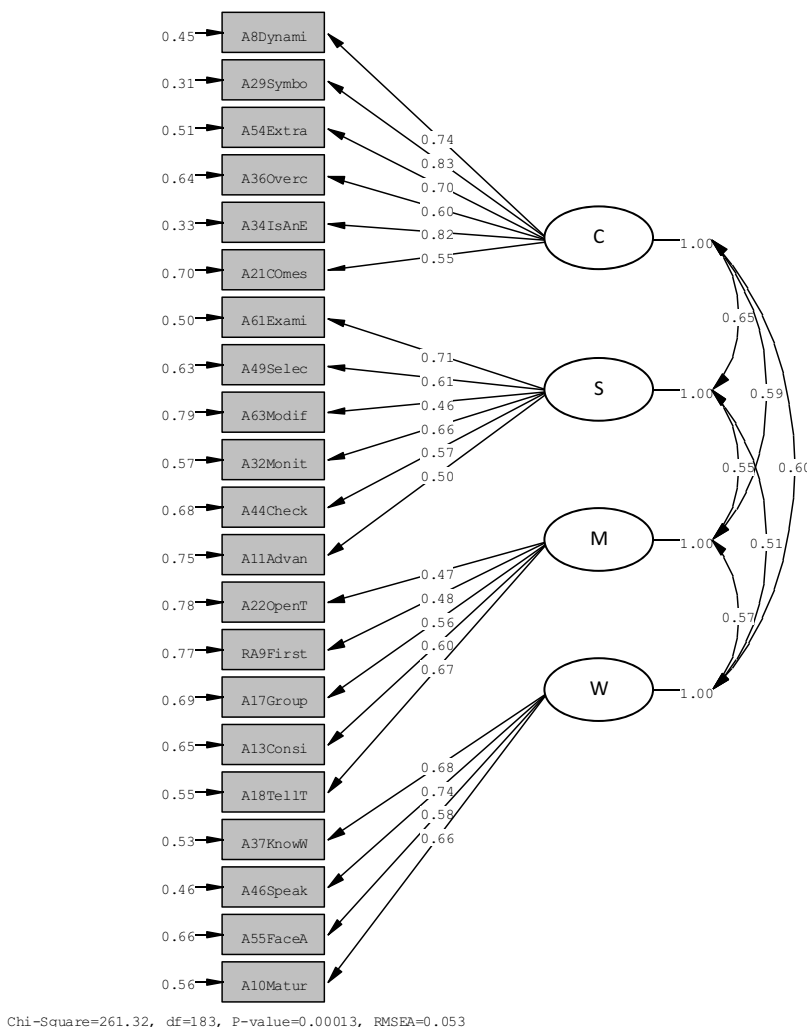 0.45 A8Dynami
0.31 A29Symbo
0.51 A54Extra
0.64 A36Overc
0.33 A34IsAnE
0.70 A21COmes
0.50 A61Exami
0.63 A49Selec
0.79 A63Modif
0.57 A32Monit
0.68 A44Check
0.75 A11Advan
0.78 A22OpenT
0.77 RA9First
0.69 A17Group
0.65 A13Consi
0.55 A18TellT
0.53 A37KnowW
0.46 A46Speak
0.66 A55FaceA
0.56 A10Matur
0.74
0.83
0.70
0.60
0.82
0.55
0.71
0.61
0.46
0.66
0.57
0.50
0.47
0.48
0.56
0.60
0.67
0.68
0.74
0.58
0.66
C 1.00
S 1.00
M 1.00
W 1.00
0.65
0.59
0.55
0.60
0.51
0.57
Chi-Square=261.32, df=183, P-value=0.00013, RMSEA=0.053